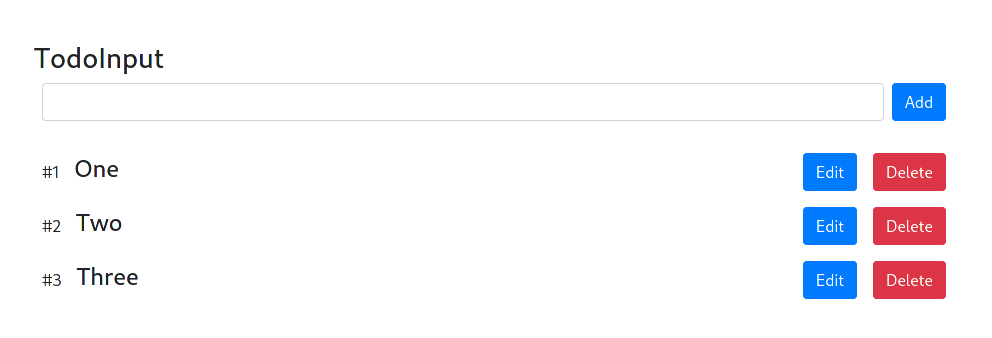 TodoInput
Add
#1 One Edit Delete
#2 Two Edit Delete
#3 Three Edit Delete